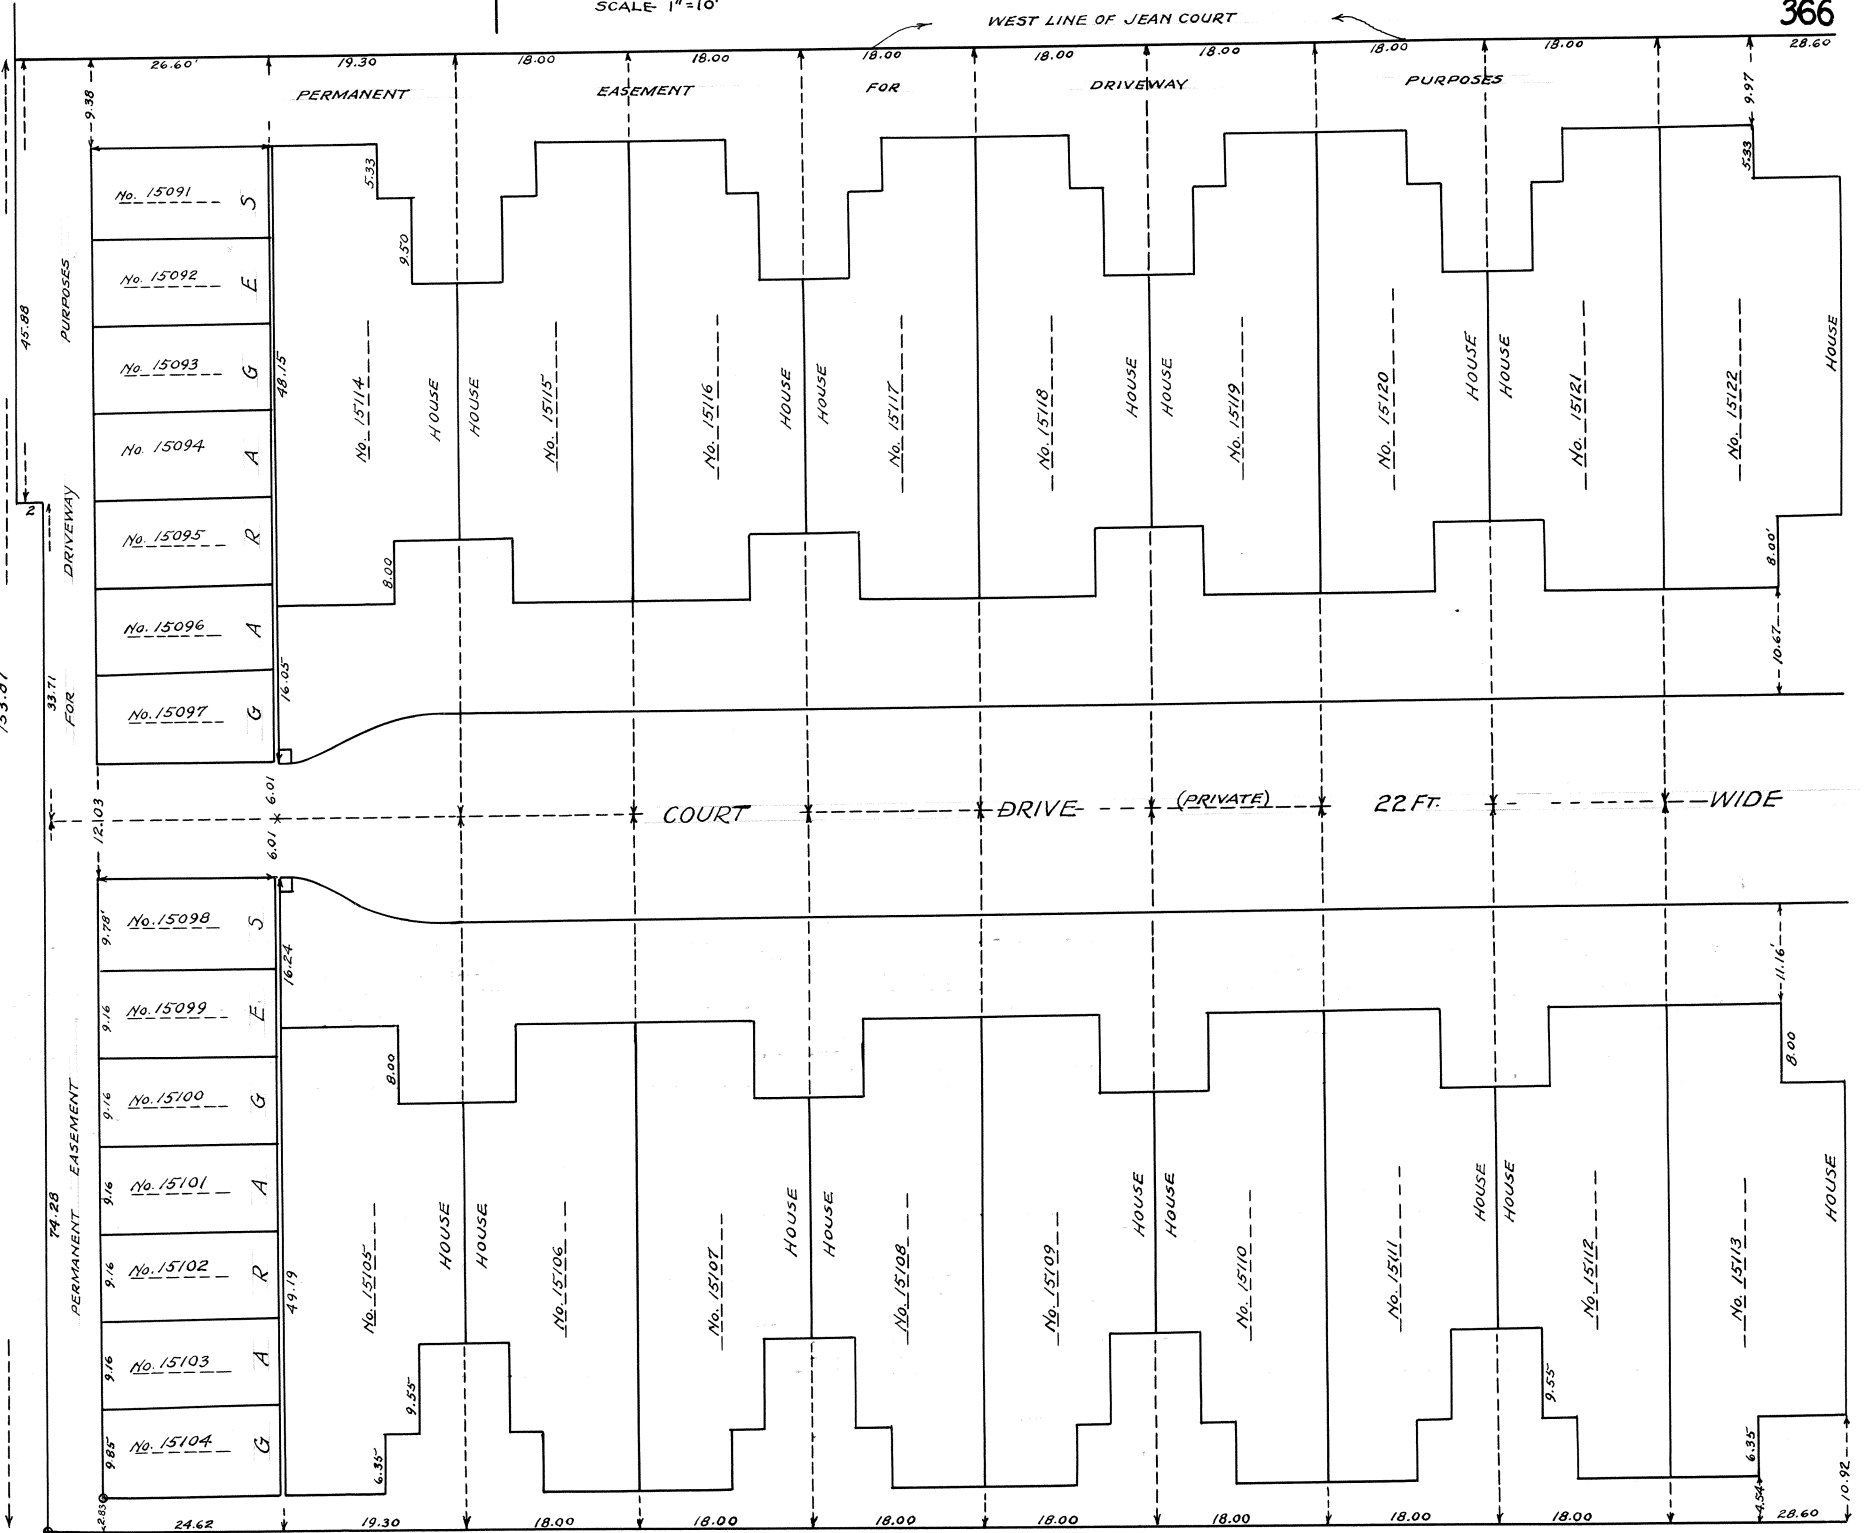 SCALE 1"=10'
WEST LINE OF JEAN COURT
366
26.60'
19.30
18.00
18.00
18.00
18.00
18.00
18.00
18.00
28.60
PERMANENT EASEMENT FOR DRIVEWAY PURPOSES
9.38
9.97
5.33
9.50
5.33
45.88
2
33.71
74.28
PERMANENT EASEMENT FOR DRIVEWAY PURPOSES
No. 15091
No. 15092
No. 15093
No. 15094
No. 15095
No. 15096
No. 15097
GARAGES
48.15
16.05
No. 15114
HOUSE
HOUSE
No. 15115
No. 15116
HOUSE
HOUSE
No. 15117
No. 15118
HOUSE
HOUSE
No. 15119
No. 15120
HOUSE
HOUSE
No. 15121
No. 15122
HOUSE
8.00
8.00'
10.67
12.03
6.01
6.01
COURT DRIVE (PRIVATE) 22 FT. WIDE
No. 15098
No. 15099
No. 15100
No. 15101
No. 15102
No. 15103
No. 15104
GARAGES
9.78'
9.16
9.16
9.16
9.16
9.16
9.85
16.24
49.19
8.00
11.16'
8.00
No. 15105
HOUSE
HOUSE
No. 15106
No. 15107
HOUSE
HOUSE
No. 15108
No. 15109
HOUSE
HOUSE
No. 15110
No. 15111
HOUSE
HOUSE
No. 15112
No. 15113
HOUSE
9.55
6.35
9.55
6.35
4.54
10.92
2.83
24.62
19.30
18.00
18.00
18.00
18.00
18.00
18.00
18.00
28.60